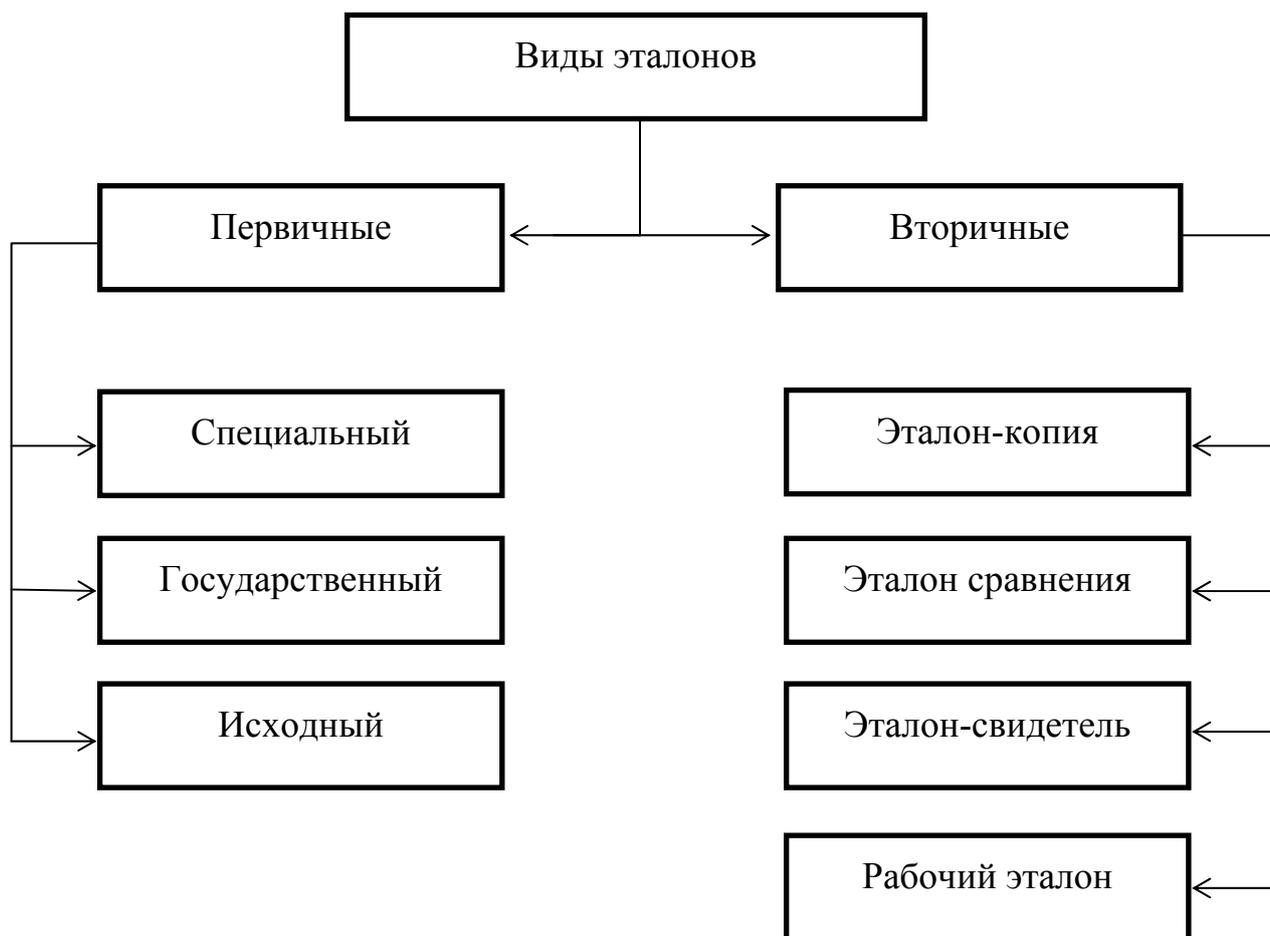 Виды эталонов
Первичные
Вторичные
Специальный
Эталон-копия
Государственный
Эталон сравнения
Исходный
Эталон-свидетель
Рабочий эталон